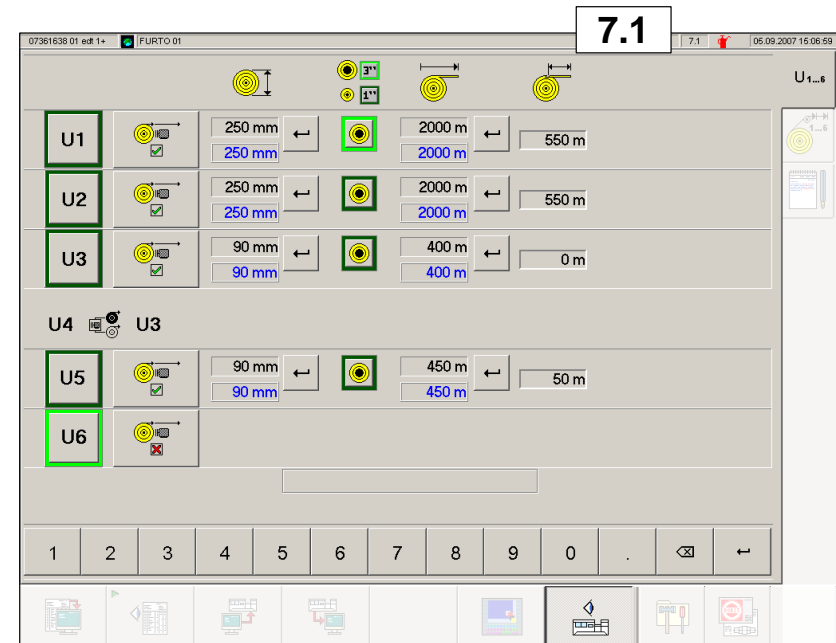 7.1
07361638 01 edt 1+ FURTO 01 7.1 05.09.2007 15:06:59
3"
1"
U1...6
1...6
U1 250 mm 2000 m 550 m
250 mm 2000 m
U2 250 mm 2000 m 550 m
250 mm 2000 m
U3 90 mm 400 m 0 m
90 mm 400 m
U4 U3
U5 90 mm 450 m 50 m
90 mm 450 m
U6
1 2 3 4 5 6 7 8 9 0 .